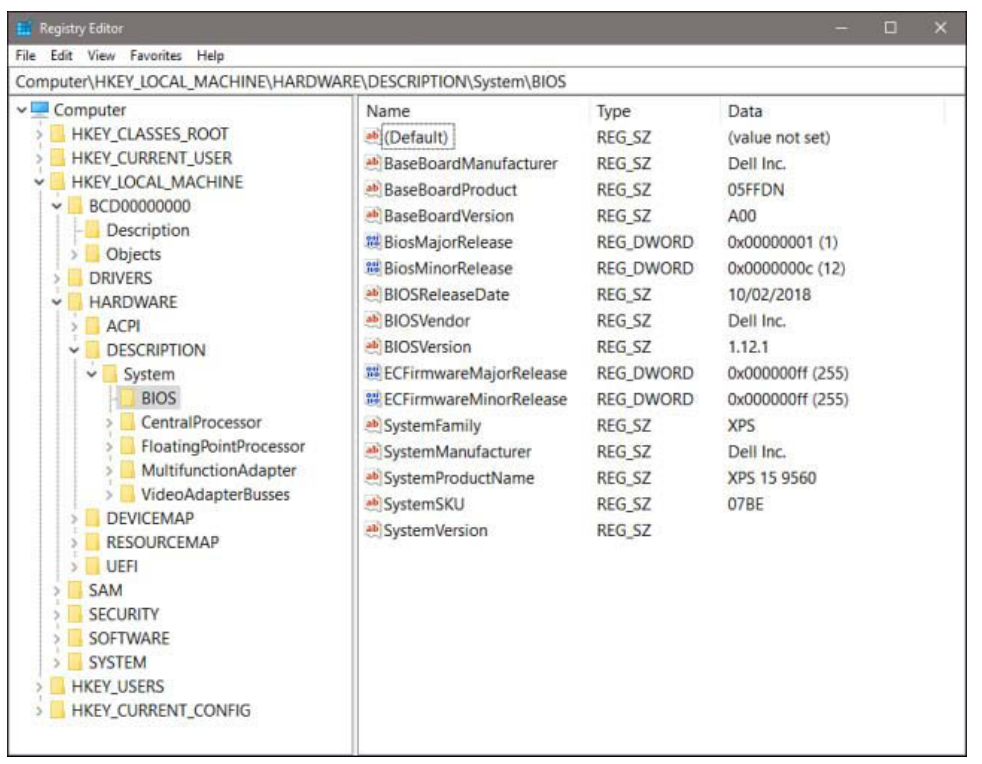 Registry Editor
File Edit View Favorites Help
Computer\HKEY_LOCAL_MACHINE\HARDWARE\DESCRIPTION\System\BIOS
Computer
HKEY_CLASSES_ROOT
HKEY_CURRENT_USER
HKEY_LOCAL_MACHINE
BCD00000000
Description
Objects
DRIVERS
HARDWARE
ACPI
DESCRIPTION
System
BIOS
CentralProcessor
FloatingPointProcessor
MultifunctionAdapter
VideoAdapterBusses
DEVICEMAP
RESOURCEMAP
UEFI
SAM
SECURITY
SOFTWARE
SYSTEM
HKEY_USERS
HKEY_CURRENT_CONFIG
Name Type Data
(Default) REG_SZ (value not set)
BaseBoardManufacturer REG_SZ Dell Inc.
BaseBoardProduct REG_SZ 05FFDN
BaseBoardVersion REG_SZ A00
BiosMajorRelease REG_DWORD 0x00000001 (1)
BiosMinorRelease REG_DWORD 0x0000000c (12)
BIOSReleaseDate REG_SZ 10/02/2018
BIOSVendor REG_SZ Dell Inc.
BIOSVersion REG_SZ 1.12.1
ECFirmwareMajorRelease REG_DWORD 0x000000ff (255)
ECFirmwareMinorRelease REG_DWORD 0x000000ff (255)
SystemFamily REG_SZ XPS
SystemManufacturer REG_SZ Dell Inc.
SystemProductName REG_SZ XPS 15 9560
SystemSKU REG_SZ 07BE
SystemVersion REG_SZ